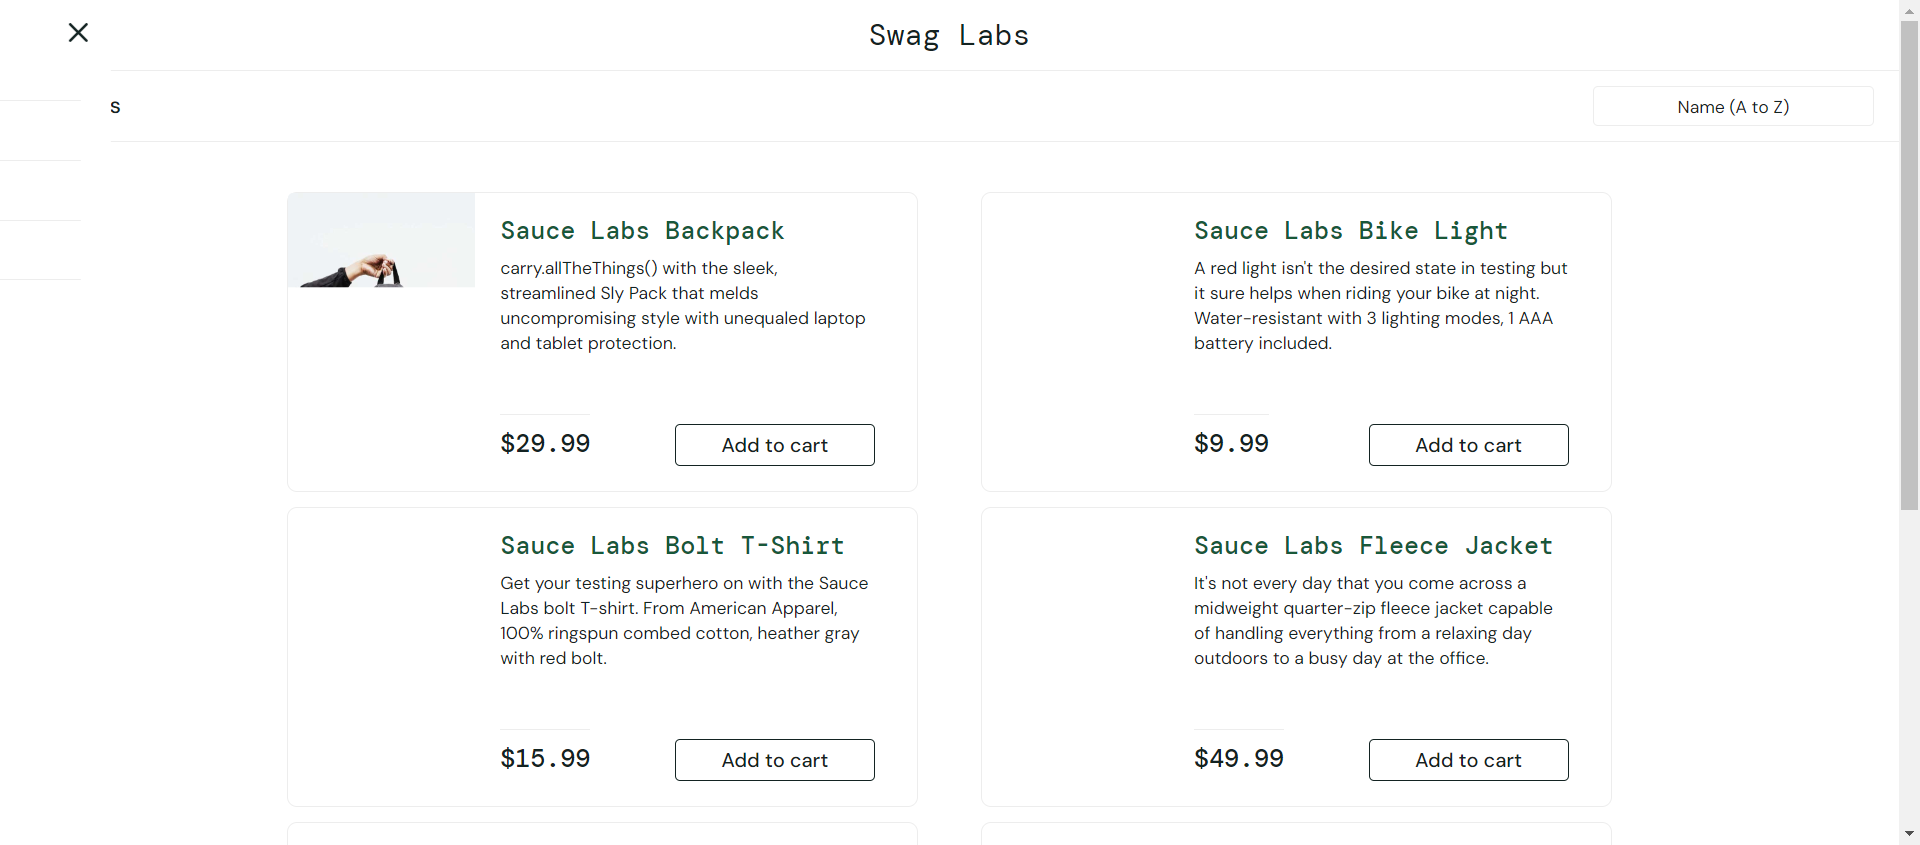 Swag Labs
s
Name (A to Z)
Sauce Labs Backpack
carry.allTheThings() with the sleek,
streamlined Sly Pack that melds
uncompromising style with unequaled laptop
and tablet protection.
$29.99
Add to cart
Sauce Labs Bike Light
A red light isn't the desired state in testing but
it sure helps when riding your bike at night.
Water-resistant with 3 lighting modes, 1 AAA
battery included.
$9.99
Add to cart
Sauce Labs Bolt T-Shirt
Get your testing superhero on with the Sauce
Labs bolt T-shirt. From American Apparel,
100% ringspun combed cotton, heather gray
with red bolt.
$15.99
Add to cart
Sauce Labs Fleece Jacket
It's not every day that you come across a
midweight quarter-zip fleece jacket capable
of handling everything from a relaxing day
outdoors to a busy day at the office.
$49.99
Add to cart